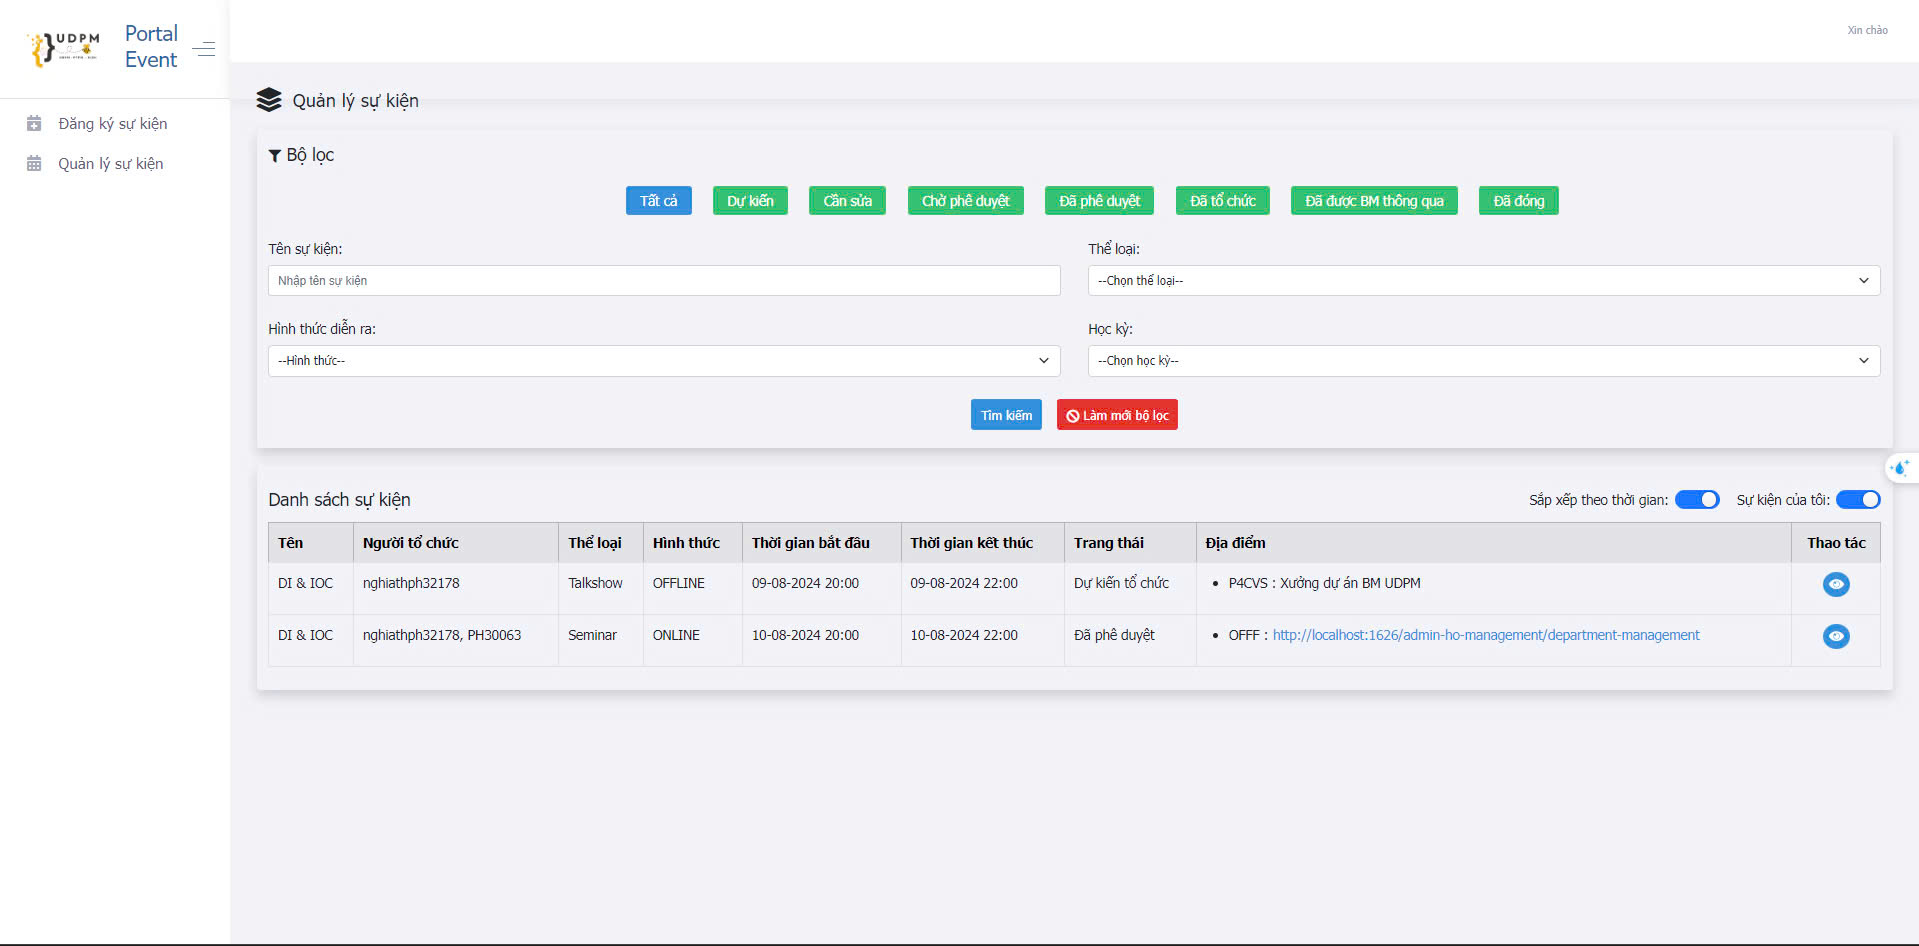 UDPM
Portal
Event
Xin chào
Đăng ký sự kiện
Quản lý sự kiện
Quản lý sự kiện
Bộ lọc
Tất cả
Dự kiến
Cần sửa
Chờ phê duyệt
Đã phê duyệt
Đã tổ chức
Đã được BM thông qua
Đã đóng
Tên sự kiện:
Thể loại:
Nhập tên sự kiện
--Chọn thể loại--
Hình thức diễn ra:
Học kỳ:
--Hình thức--
--Chọn học kỳ--
Tìm kiếm
Làm mới bộ lọc
Danh sách sự kiện
Sắp xếp theo thời gian:
Sự kiện của tôi:
Tên Người tổ chức Thể loại Hình thức Thời gian bắt đầu Thời gian kết thúc Trang thái Địa điểm Thao tác
DI & IOC nghiathph32178 Talkshow OFFLINE 09-08-2024 20:00 09-08-2024 22:00 Dự kiến tổ chức • P4CVS : Xưởng dự án BM UDPM
DI & IOC nghiathph32178, PH30063 Seminar ONLINE 10-08-2024 20:00 10-08-2024 22:00 Đã phê duyệt • OFFF : http://localhost:1626/admin-ho-management/department-management